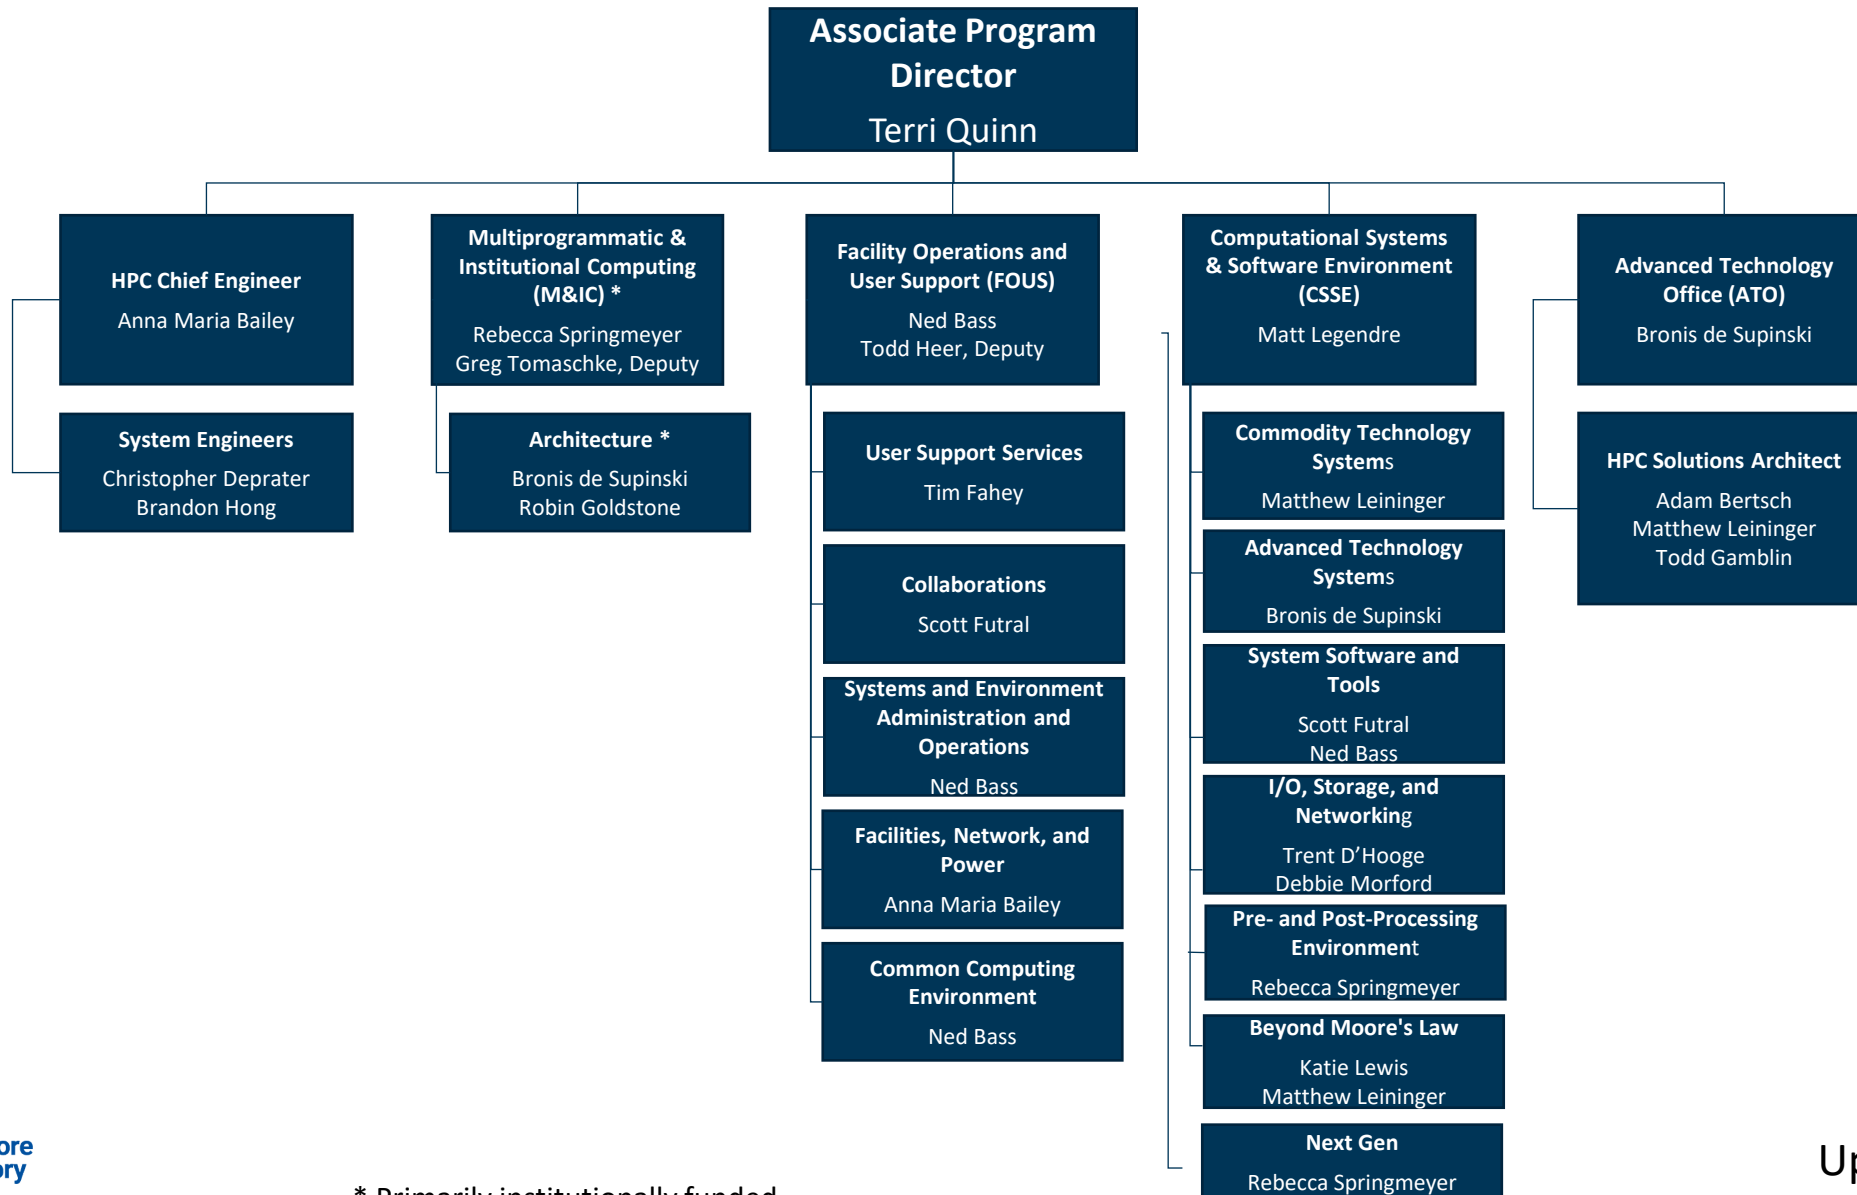 Associate Program
Director
Terri Quinn
HPC Chief Engineer
Anna Maria Bailey
System Engineers
Christopher Deprater
Brandon Hong
Multiprogrammatic &
Institutional Computing
(M&IC) *
Rebecca Springmeyer
Greg Tomaschke, Deputy
Architecture *
Bronis de Supinski
Robin Goldstone
Facility Operations and
User Support (FOUS)
Ned Bass
Todd Heer, Deputy
User Support Services
Tim Fahey
Collaborations
Scott Futral
Systems and Environment
Administration and
Operations
Ned Bass
Facilities, Network, and
Power
Anna Maria Bailey
Common Computing
Environment
Ned Bass
Computational Systems
& Software Environment
(CSSE)
Matt Legendre
Commodity Technology
Systems
Matthew Leininger
Advanced Technology
Systems
Bronis de Supinski
System Software and
Tools
Scott Futral
Ned Bass
I/O, Storage, and
Networking
Trent D’Hooge
Debbie Morford
Pre- and Post-Processing
Environment
Rebecca Springmeyer
Beyond Moore's Law
Katie Lewis
Matthew Leininger
Next Gen
Rebecca Springmeyer
Advanced Technology
Office (ATO)
Bronis de Supinski
HPC Solutions Architect
Adam Bertsch
Matthew Leininger
Todd Gamblin
ore
ory
* Primarily institutionally funded
Up